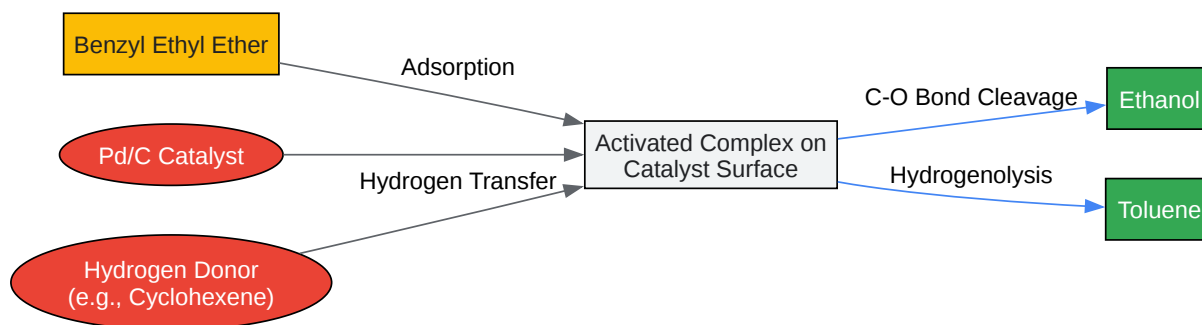 Benzyl Ethyl Ether
Adsorption
Pd/C Catalyst
Hydrogen Transfer
Hydrogen Donor
(e.g., Cyclohexene)
Activated Complex on
Catalyst Surface
C-O Bond Cleavage
Ethanol
Hydrogenolysis
Toluene